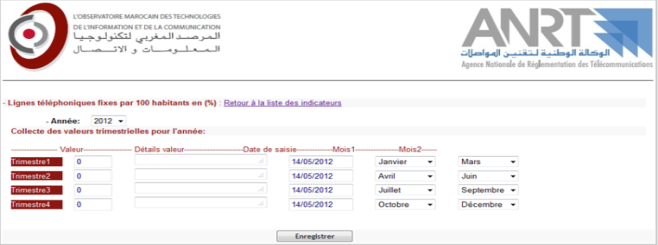 L'OBSERVATOIRE MAROCAIN DES TECHNOLOGIES
DE L'INFORMATION ET DE LA COMMUNICATION
المرصد المغربي لتكنولوجيا
المعلومات و الاتصال
ANRT
الوكالة الوطنية لتقنين المواصلات
Agence Nationale de Réglementation des Télécommunications
- Lignes téléphoniques fixes par 100 habitants en (%) : Retour à la liste des indicateurs
- Année: 2012
Collecte des valeurs trimestrielles pour l'année:
Valeur Détails valeur Date de saisie Mois1 Mois2
Trimestre1 0 14/05/2012 Janvier Mars
Trimestre2 0 14/05/2012 Avril Juin
Trimestre3 0 14/05/2012 Juillet Septembre
Trimestre4 0 14/05/2012 Octobre Décembre
Enregistrer